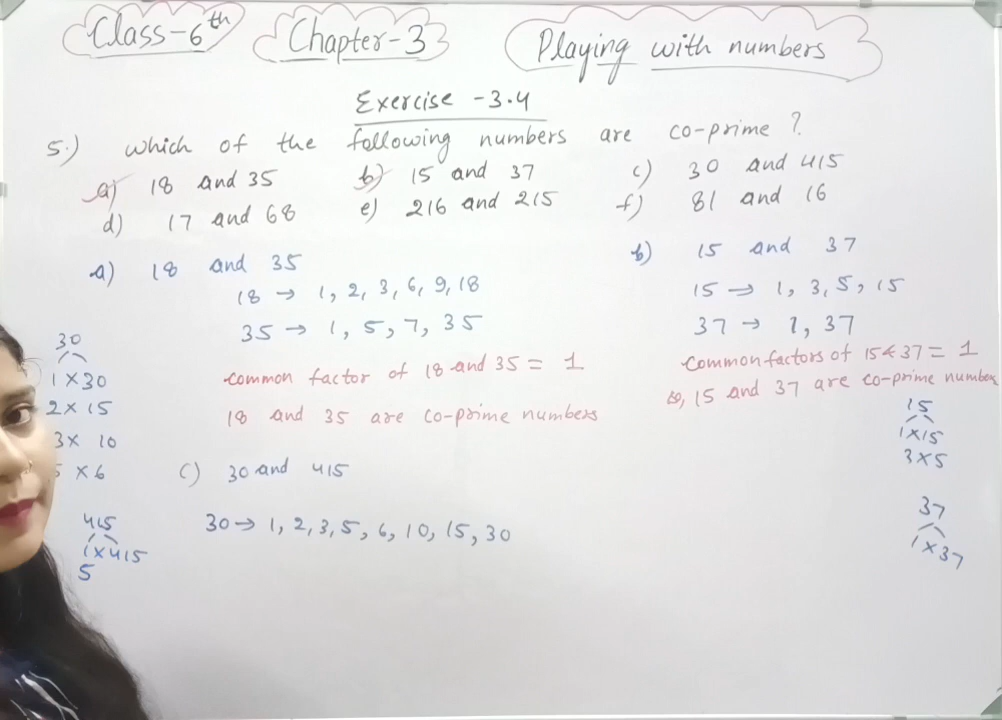 Class-6th Chapter-3 Playing with numbers
Exercise -3.4
5.) which of the following numbers are co-prime ?
a) 18 and 35 b) 15 and 37 c) 30 and 415
d) 17 and 68 e) 216 and 215 f) 81 and 16
a) 18 and 35
18 → 1, 2, 3, 6, 9, 18
35 → 1, 5, 7, 35
common factor of 18 and 35 = 1
18 and 35 are co-prime numbers
b) 15 and 37
15 → 1, 3, 5, 15
37 → 1, 37
common factors of 15 & 37 = 1
so, 15 and 37 are co-prime number
30
1 × 30
2 × 15
3 × 10
5 × 6
c) 30 and 415
30 → 1, 2, 3, 5, 6, 10, 15, 30
415
1 × 415
5
15
1 × 15
3 × 5
37
1 × 37